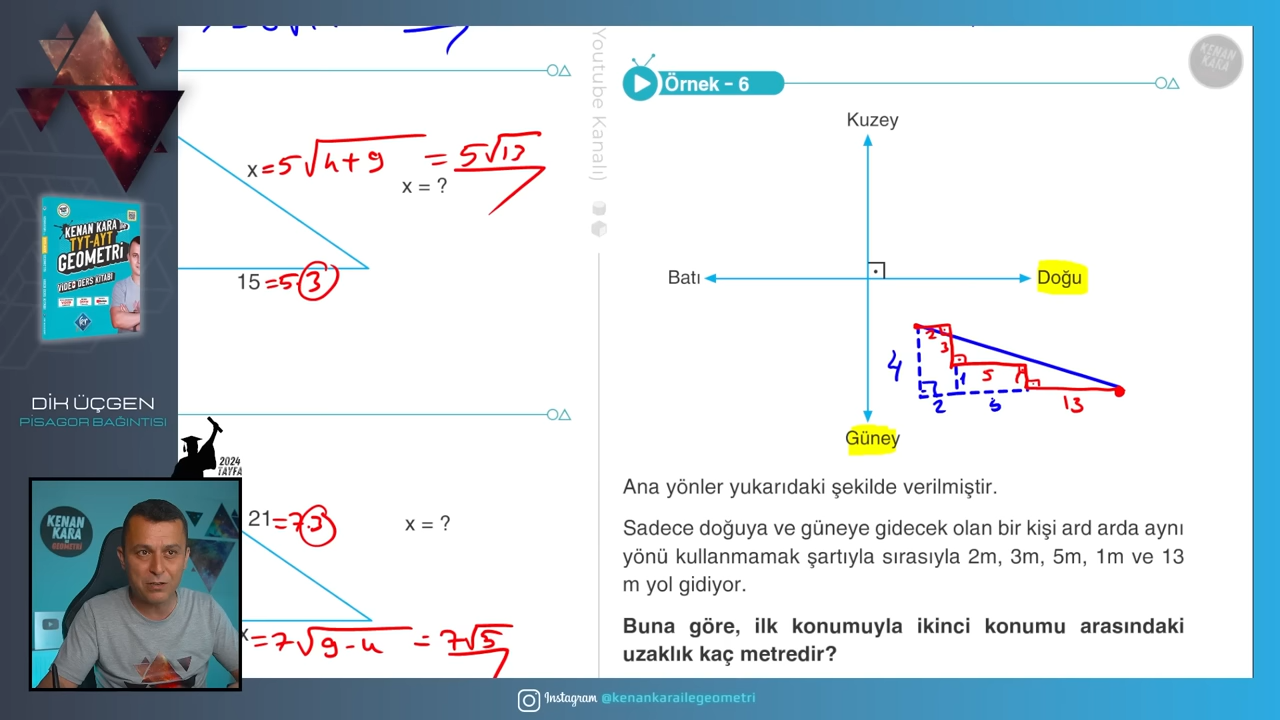 KENAN KARA ile
TYT-AYT
GEOMETRİ
VİDEO DERS KİTABI
DİK ÜÇGEN
PİSAGOR BAĞINTISI
2024
TAYFA
KENAN
KARA
ile GEOMETRİ
x = 5√4+9 = 5√13
x = ?
15 = 5.3
21 = 7.3
x = ?
x = 7√9-4 = 7√5
Youtube Kanalı)
Örnek - 6
KENAN
KARA
Kuzey
Batı
Doğu
Güney
2
3
5
1
13
4
1
2
5
Ana yönler yukarıdaki şekilde verilmiştir.
Sadece doğuya ve güneye gidecek olan bir kişi ard arda aynı
yönü kullanmamak şartıyla sırasıyla 2m, 3m, 5m, 1m ve 13
m yol gidiyor.
Buna göre, ilk konumuyla ikinci konumu arasındaki
uzaklık kaç metredir?
Instagram @kenankarailegeometri